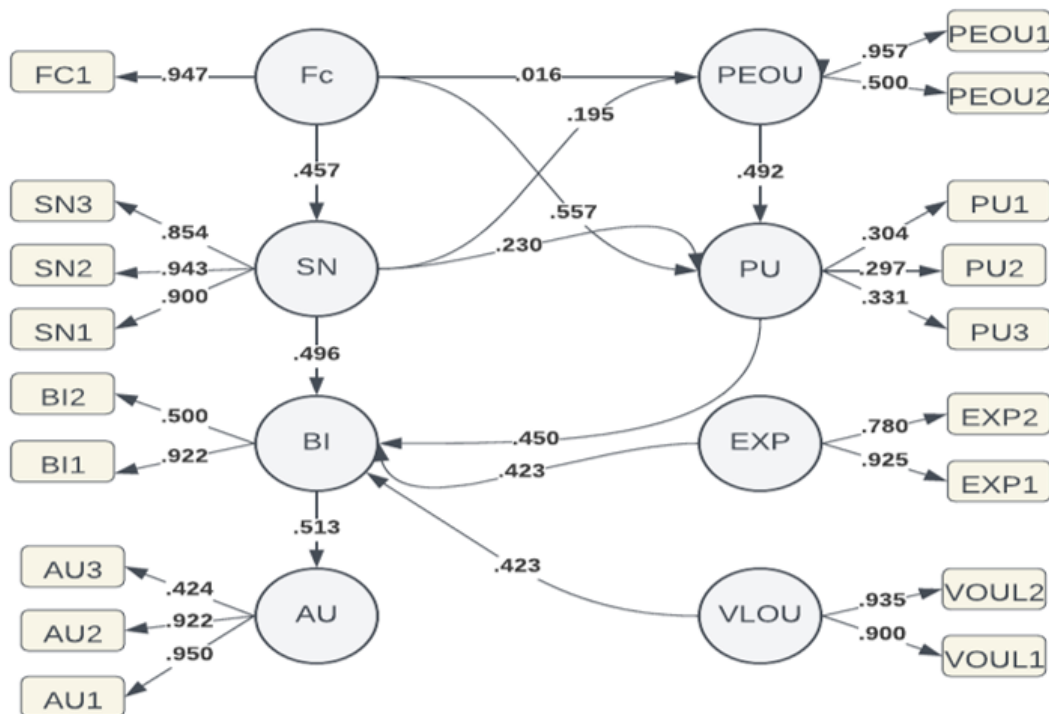 PEOU1
FC1
.947
Fc
.016
PEOU
.957
.500
PEOU2
.195
.457
.492
SN3
.854
SN2
.943
SN
.900
SN1
.557
.230
PU
PU1
.304
.297
PU2
.331
PU3
.496
BI2
.500
BI
.922
BI1
.450
.423
EXP
.780
EXP2
.925
EXP1
.513
AU3
.424
AU2
.922
AU
.950
AU1
.423
VLOU
.935
VOUL2
.900
VOUL1